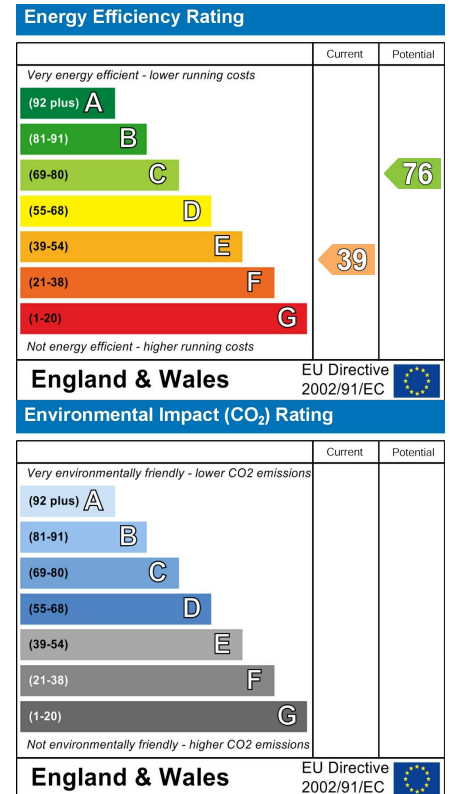 Energy Efficiency Rating
Current Potential
Very energy efficient - lower running costs
(92 plus) A
(81-91) B
(69-80) C
76
(55-68) D
(39-54) E
39
(21-38) F
(1-20) G
Not energy efficient - higher running costs
England & Wales
EU Directive
2002/91/EC
Environmental Impact (CO₂) Rating
Current Potential
Very environmentally friendly - lower CO2 emissions
(92 plus) A
(81-91) B
(69-80) C
(55-68) D
(39-54) E
(21-38) F
(1-20) G
Not environmentally friendly - higher CO2 emissions
England & Wales
EU Directive
2002/91/EC